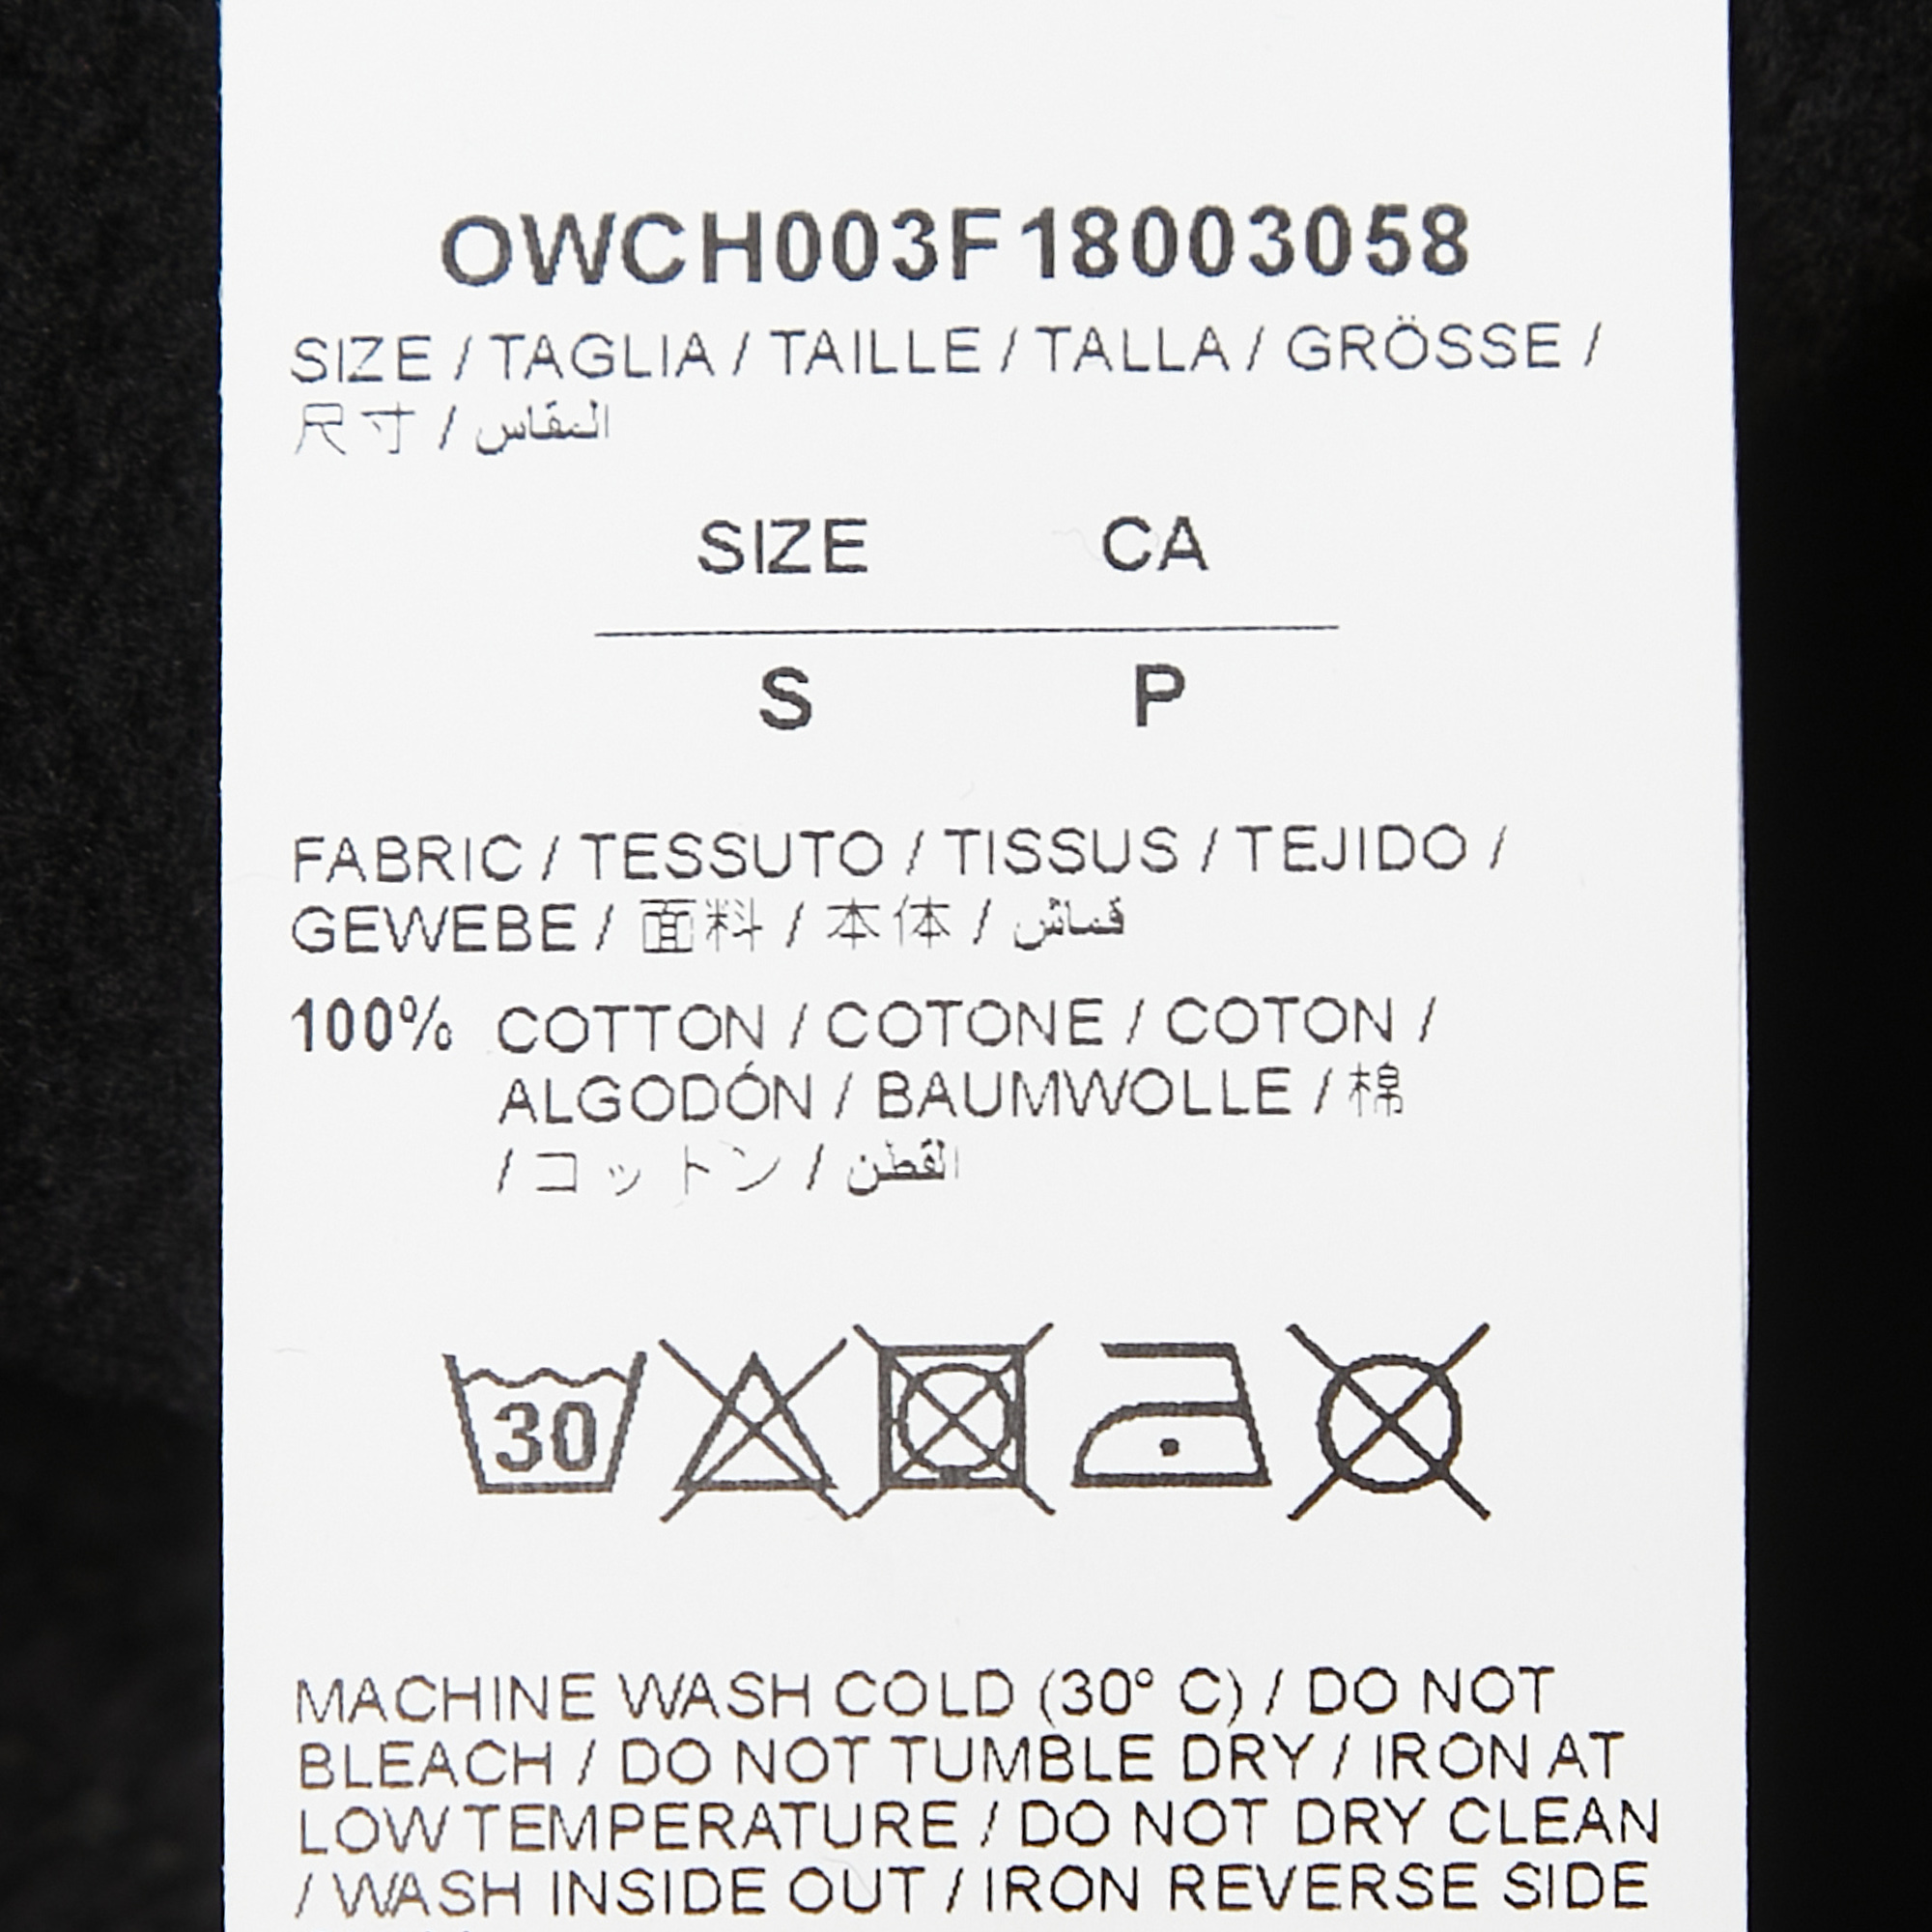 OWCH003F18003058
SIZE / TAGLIA / TAILLE / TALLA / GRÖSSE /
尺寸 / المقاس
SIZE CA
S P
FABRIC / TESSUTO / TISSUS / TEJIDO /
GEWEBE / 面料 / 本体 / قماش
100% COTTON / COTONE / COTON /
ALGODÓN / BAUMWOLLE / 棉
/ コットン / القطن
30
MACHINE WASH COLD (30° C) / DO NOT
BLEACH / DO NOT TUMBLE DRY / IRON AT
LOW TEMPERATURE / DO NOT DRY CLEAN
/ WASH INSIDE OUT / IRON REVERSE SIDE